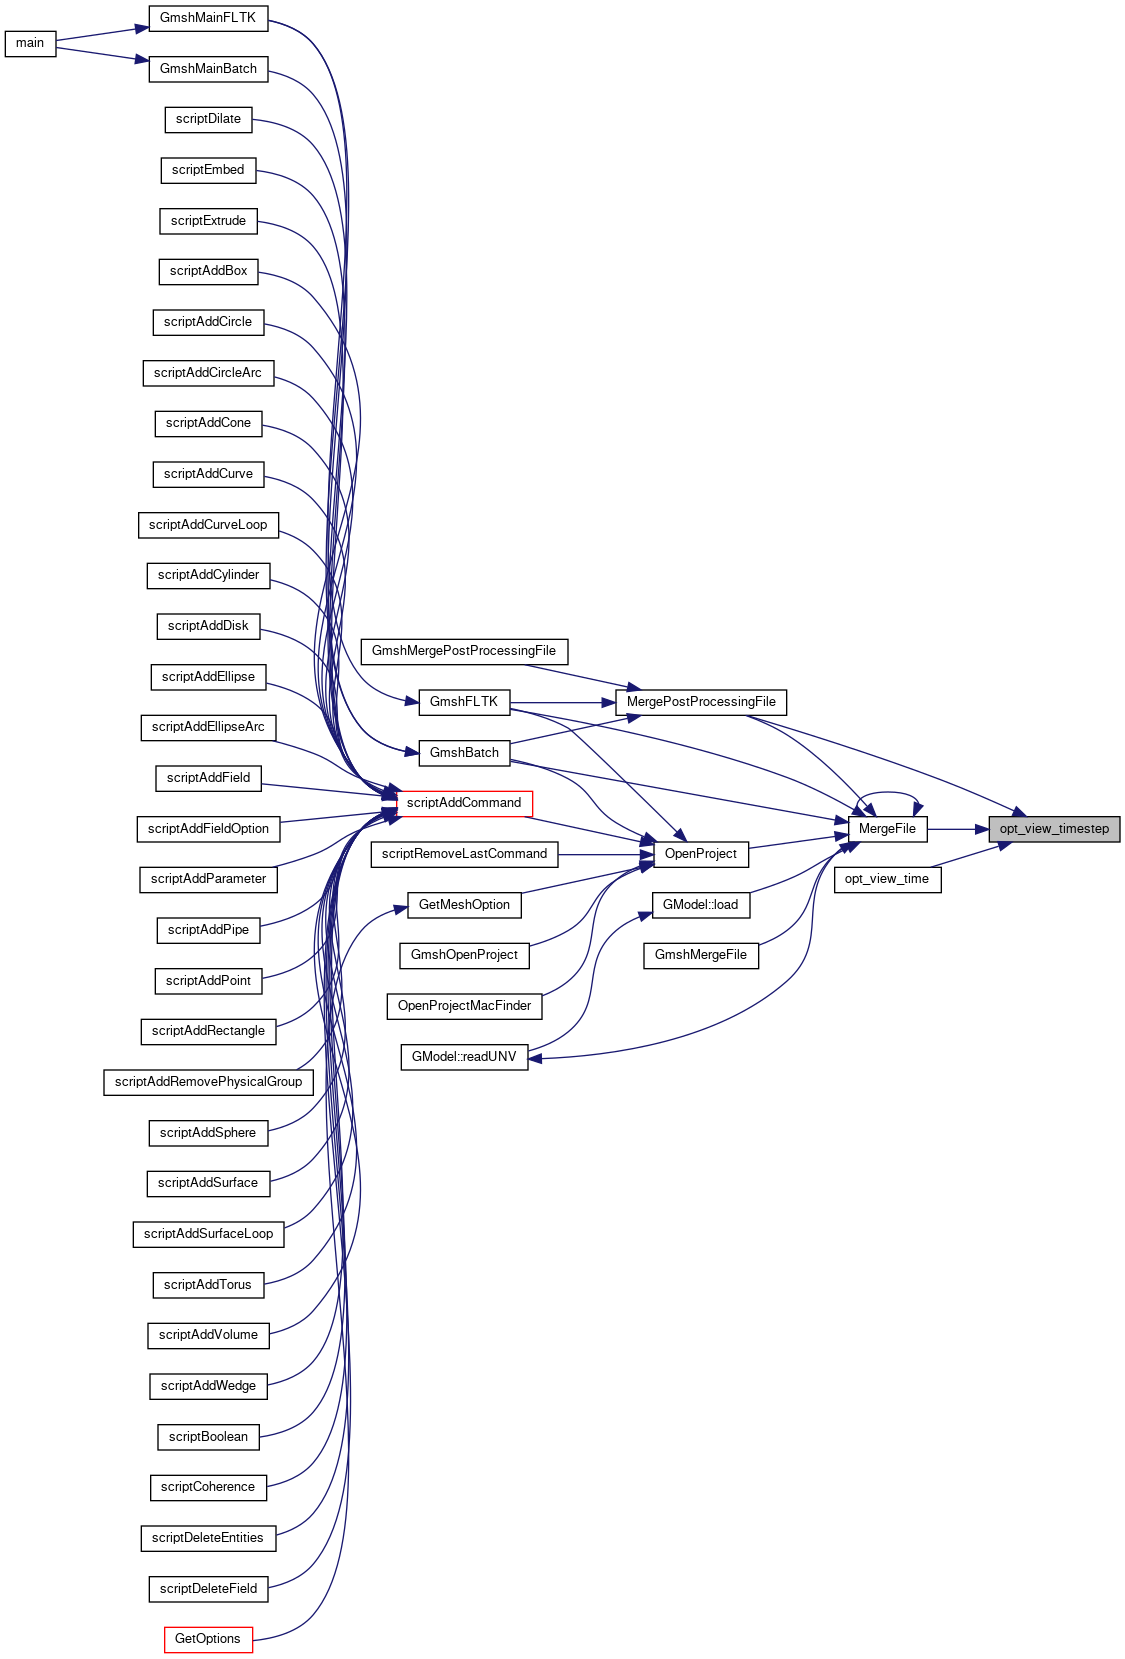 main
GmshMainFLTK
GmshMainBatch
scriptDilate
scriptEmbed
scriptExtrude
scriptAddBox
scriptAddCircle
scriptAddCircleArc
scriptAddCone
scriptAddCurve
scriptAddCurveLoop
scriptAddCylinder
scriptAddDisk
scriptAddEllipse
scriptAddEllipseArc
scriptAddField
scriptAddFieldOption
scriptAddParameter
scriptAddPipe
scriptAddPoint
scriptAddRectangle
scriptAddRemovePhysicalGroup
scriptAddSphere
scriptAddSurface
scriptAddSurfaceLoop
scriptAddTorus
scriptAddVolume
scriptAddWedge
scriptBoolean
scriptCoherence
scriptDeleteEntities
scriptDeleteField
GetOptions
GmshMergePostProcessingFile
GmshFLTK
GmshBatch
scriptAddCommand
scriptRemoveLastCommand
GetMeshOption
GmshOpenProject
OpenProjectMacFinder
GModel::readUNV
MergePostProcessingFile
OpenProject
GModel::load
GmshMergeFile
MergeFile
opt_view_time
opt_view_timestep